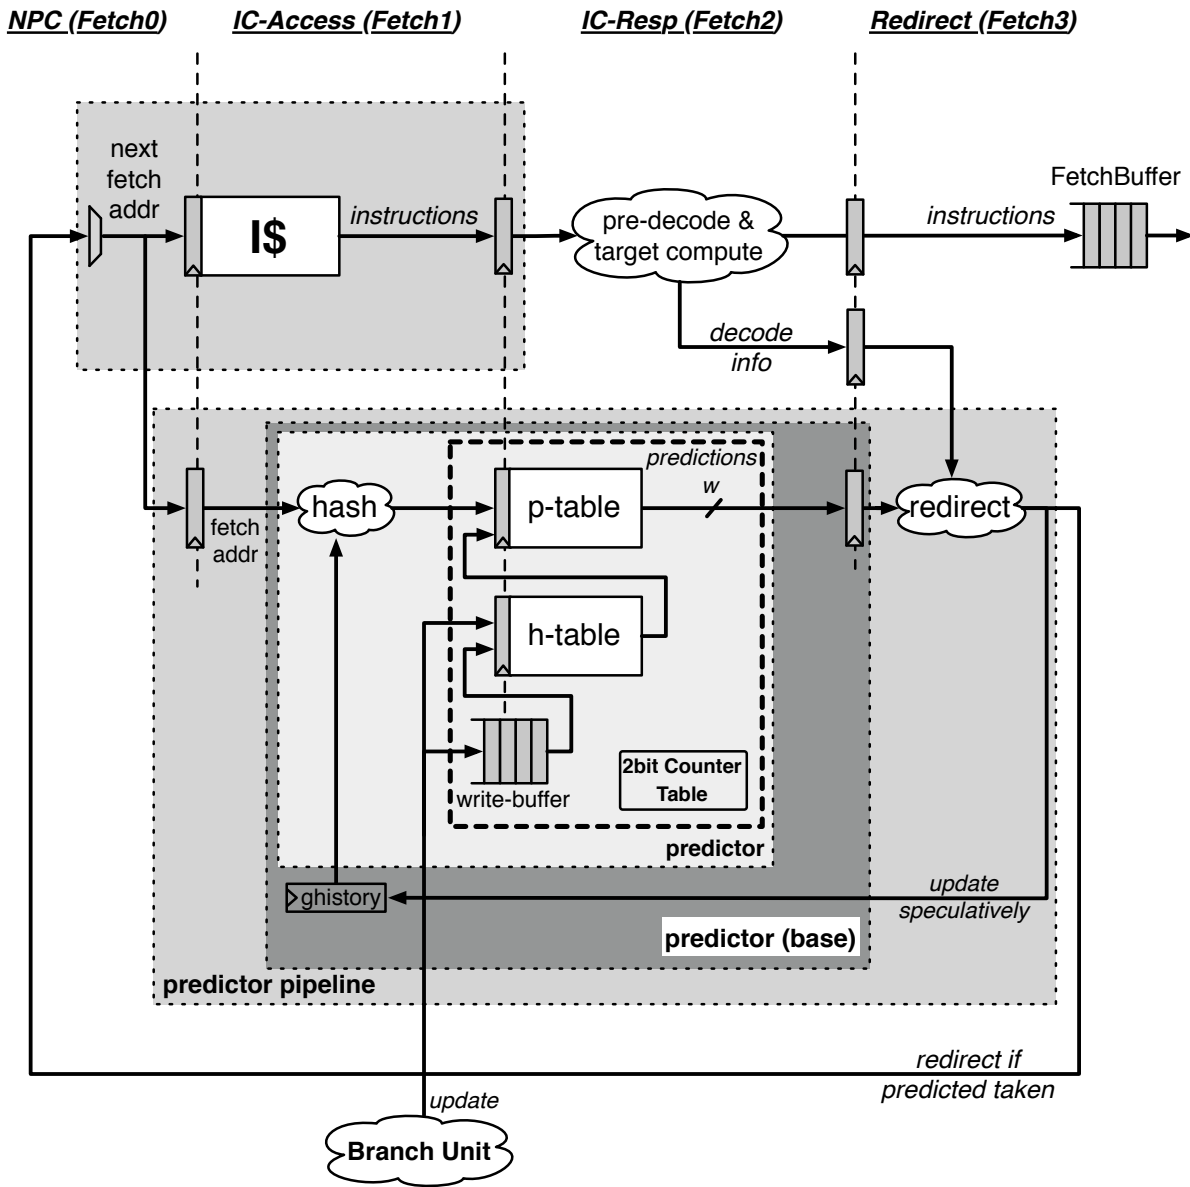 NPC (Fetch0)
IC-Access (Fetch1)
IC-Resp (Fetch2)
Redirect (Fetch3)
next
fetch
addr
I$
instructions
pre-decode &
target compute
instructions
FetchBuffer
decode
info
fetch
addr
hash
p-table
predictions
w
redirect
h-table
write-buffer
2bit Counter
Table
predictor
ghistory
update
speculatively
predictor (base)
predictor pipeline
redirect if
predicted taken
update
Branch Unit